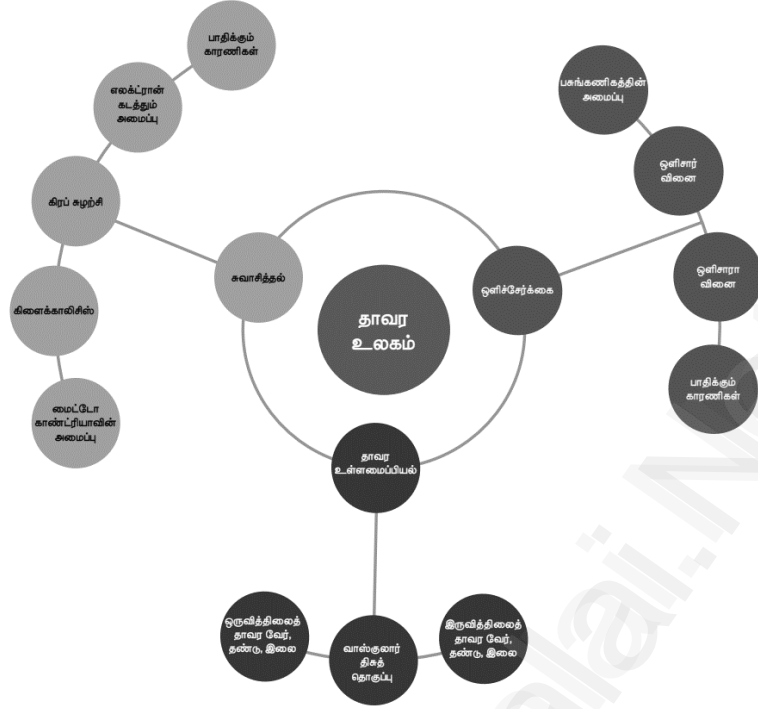 பாதிக்கும்
காரணிகள்
எலக்ட்ரான்
கடத்தும்
அமைப்பு
கிரப் சுழற்சி
கிளைக்காலிசிஸ்
மைட்டோ
காண்ட்ரியாவின்
அமைப்பு
சுவாசித்தல்
தாவர
உலகம்
ஒளிச்சேர்க்கை
பசுங்கணிகத்தின்
அமைப்பு
ஒளிசார்
வினை
ஒளிசாரா
வினை
பாதிக்கும்
காரணிகள்
தாவர
உள்ளமைப்பியல்
ஒருவித்திலைத்
தாவர வேர்,
தண்டு, இலை
வாஸ்குலார்
திசுத்
தொகுப்பு
இருவித்திலைத்
தாவர வேர்,
தண்டு, இலை